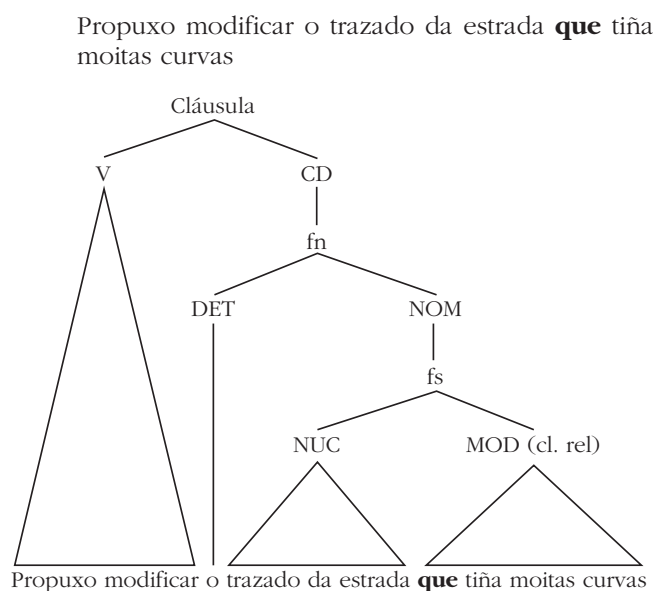 Propuxo modificar o trazado da estrada que tiña
moitas curvas
Cláusula
V CD
fn
DET NOM
fs
NUC MOD (cl. rel)
Propuxo modificar o trazado da estrada que tiña moitas curvas